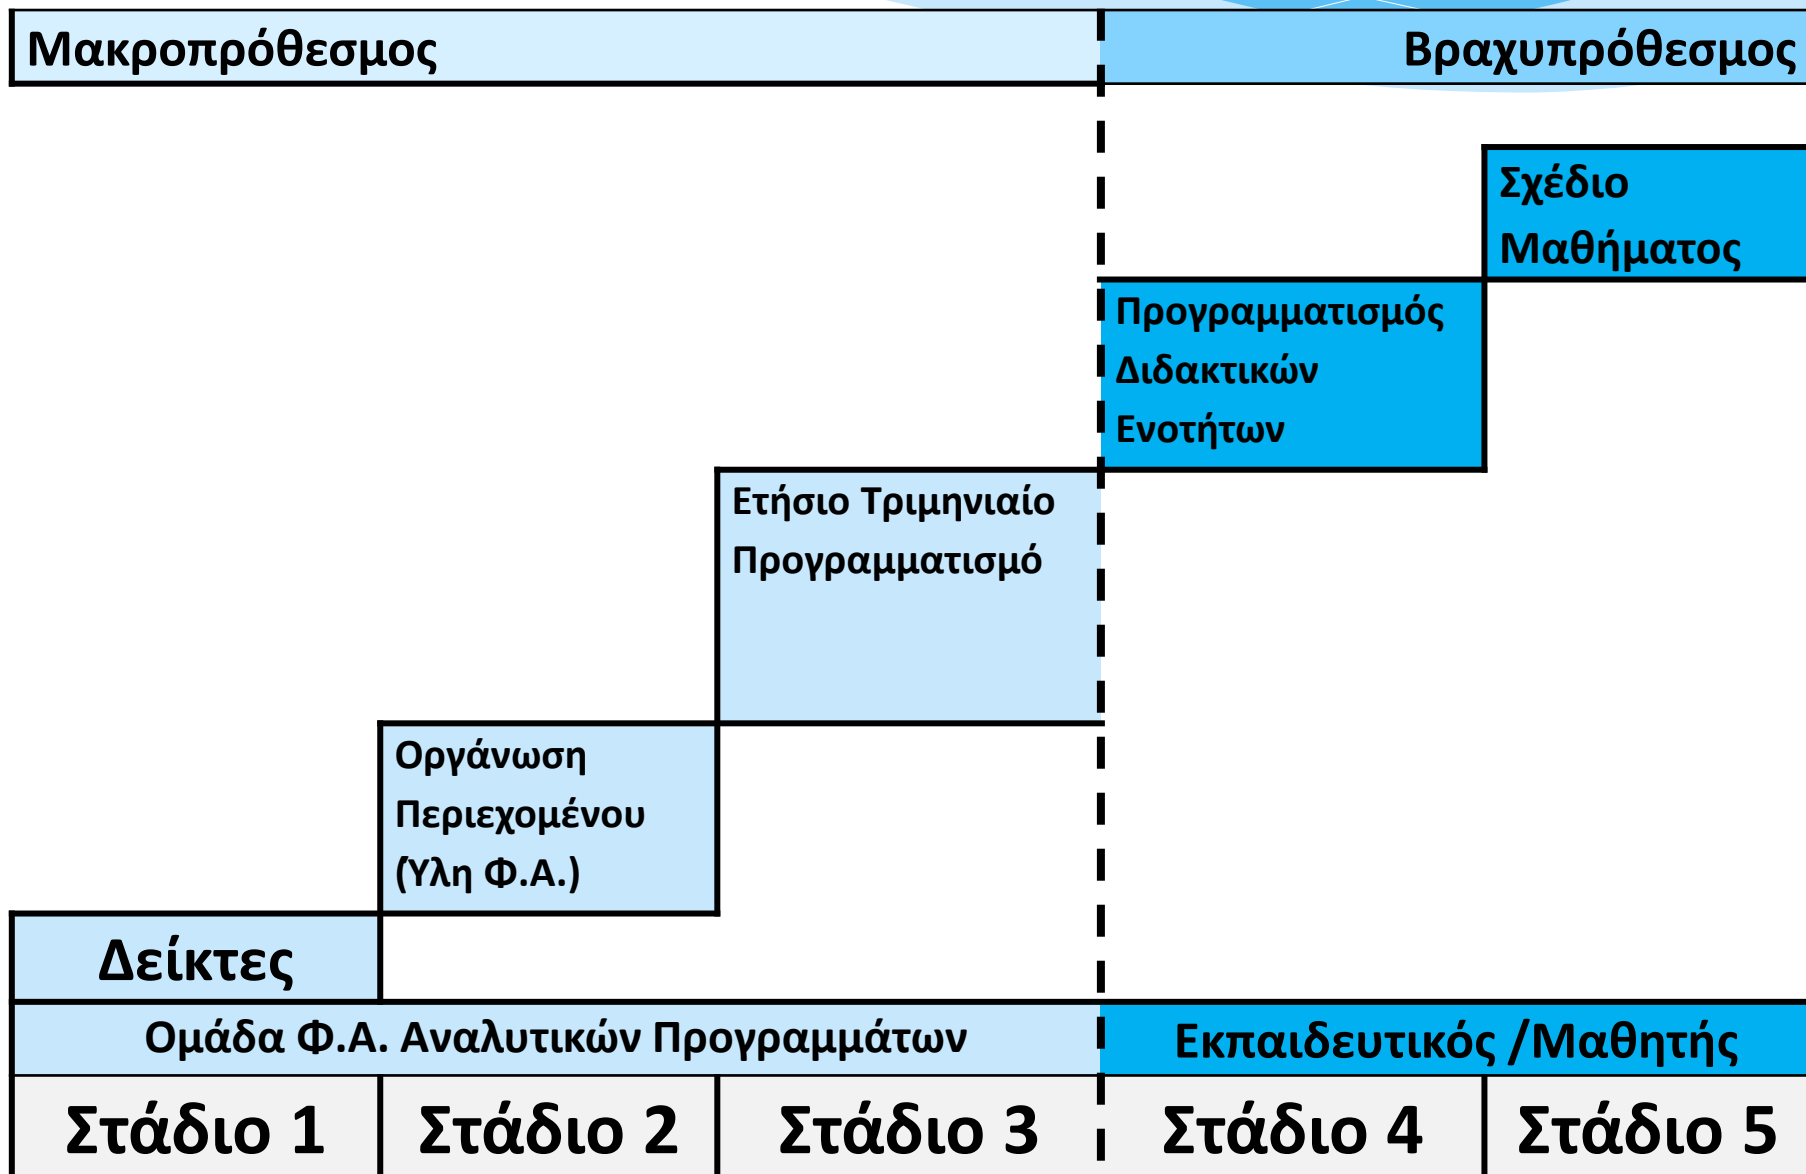 Μακροπρόθεσμος
Βραχυπρόθεσμος
Σχέδιο
Μαθήματος
Προγραμματισμός
Διδακτικών
Ενοτήτων
Ετήσιο Τριμηνιαίο
Προγραμματισμό
Οργάνωση
Περιεχομένου
(Ύλη Φ.Α.)
Δείκτες
Ομάδα Φ.Α. Αναλυτικών Προγραμμάτων
Εκπαιδευτικός /Μαθητής
Στάδιο 1
Στάδιο 2
Στάδιο 3
Στάδιο 4
Στάδιο 5